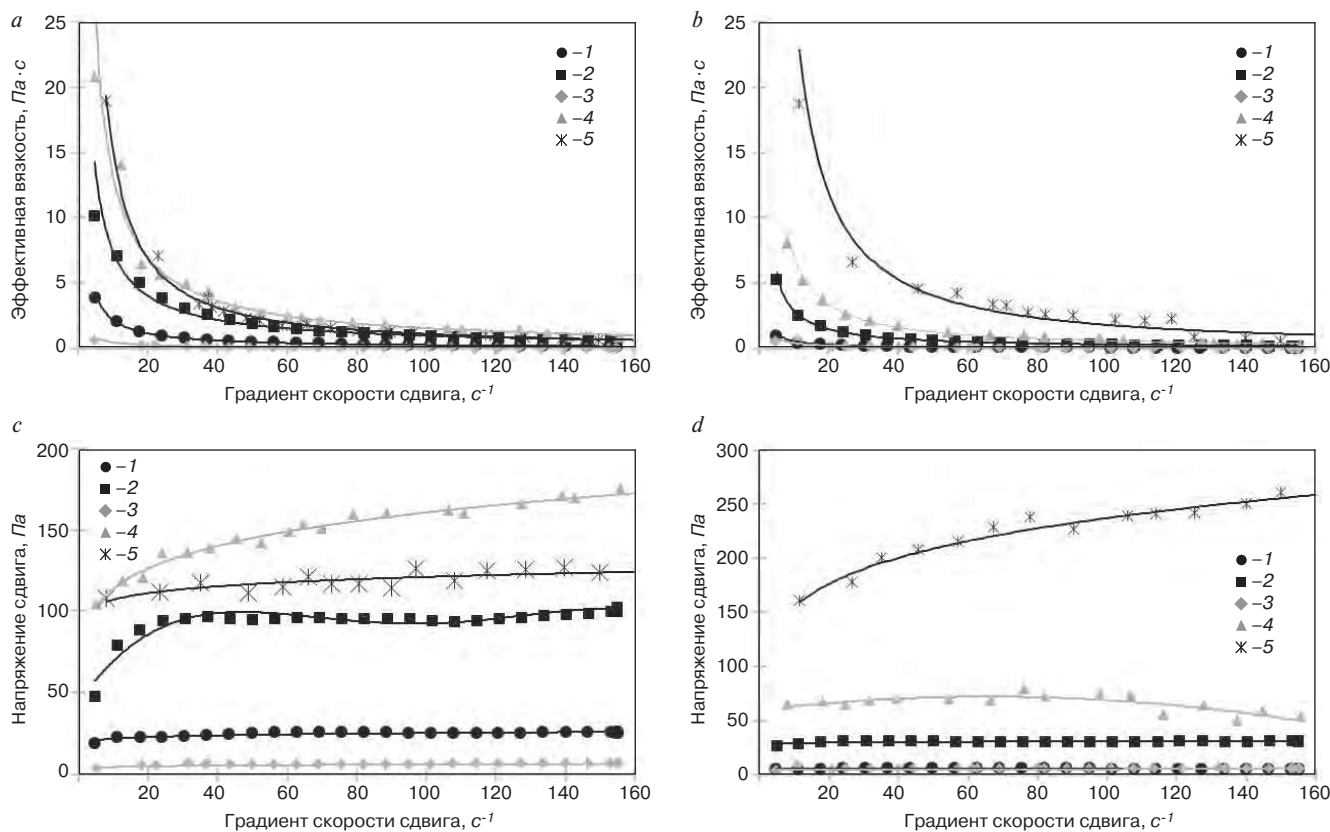 a
Эффективная вязкость, Па·с
25
20
15
10
5
0
20 40 60 80 100 120 140 160
Градиент скорости сдвига, с-1
–1
–2
–3
–4
–5
b
Эффективная вязкость, Па·с
25
20
15
10
5
0
20 40 60 80 100 120 140 160
Градиент скорости сдвига, с-1
–1
–2
–3
–4
–5
c
Напряжение сдвига, Па
200
150
100
50
0
20 40 60 80 100 120 140 160
Градиент скорости сдвига, с-1
–1
–2
–3
–4
–5
d
Напряжение сдвига, Па
300
250
200
150
100
50
0
20 40 60 80 100 120 140 160
Градиент скорости сдвига, с-1
–1
–2
–3
–4
–5